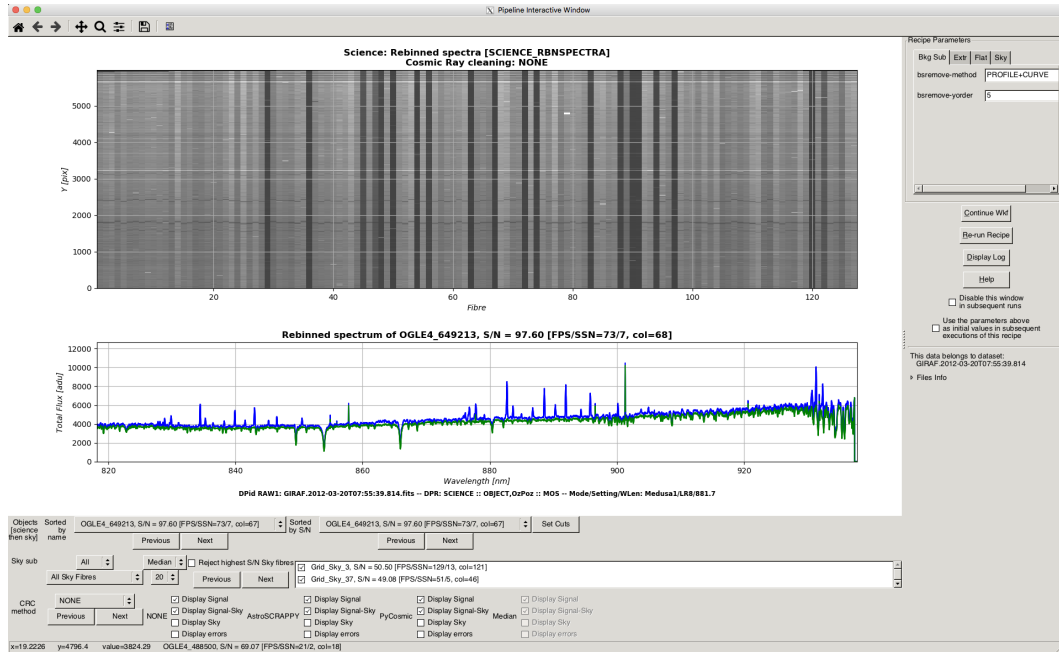 Pipeline Interactive Window
Science: Rebinned spectra [SCIENCE_RBNSPECTRA]
Cosmic Ray cleaning: NONE
5000
4000
3000
2000
1000
0
Y [pix]
20 40 60 80 100 120
Fibre
Rebinned spectrum of OGLE4_649213, S/N = 97.60 [FPS/SSN=73/7, col=68]
12000
10000
8000
6000
4000
2000
0
Total Flux [adu]
820 840 860 880 900 920
Wavelength [nm]
DPid RAW1: GIRAF.2012-03-20T07:55:39.814.fits -- DPR: SCIENCE :: OBJECT,OzPoz :: MOS -- Mode/Setting/WLen: Medusa1/LR8/881.7
Recipe Parameters
Bkg Sub Extr Flat Sky
bsremove-method PROFILE+CURVE
bsremove-yorder 5
Continue Wkf
Re-run Recipe
Display Log
Help
Disable this window
in subsequent runs
Use the parameters above
as initial values in subsequent
executions of this recipe
This data belongs to dataset:
GIRAF.2012-03-20T07:55:39.814
Files Info
Objects
[science
then sky]
Sorted
by
name
OGLE4_649213, S/N = 97.60 [FPS/SSN=73/7, col=67]
Previous Next
Sorted
by S/N
OGLE4_649213, S/N = 97.60 [FPS/SSN=73/7, col=67]
Set Cuts
Previous Next
Sky sub All Median Reject highest S/N Sky fibres
All Sky Fibres 20 Previous Next
Grid_Sky_3, S/N = 50.50 [FPS/SSN=129/13, col=121]
Grid_Sky_37, S/N = 49.08 [FPS/SSN=51/5, col=46]
CRC
method
NONE
Previous Next
NONE
Display Signal
Display Signal-Sky
Display Sky
Display errors
AstroSCRAPPY
Display Signal
Display Signal-Sky
Display Sky
Display errors
PyCosmic
Display Signal
Display Signal-Sky
Display Sky
Display errors
Median
Display Signal
Display Signal-Sky
Display Sky
Display errors
x=19.2226 y=4796.4 value=3824.29 OGLE4_488500, S/N = 69.07 [FPS/SSN=21/2, col=18]